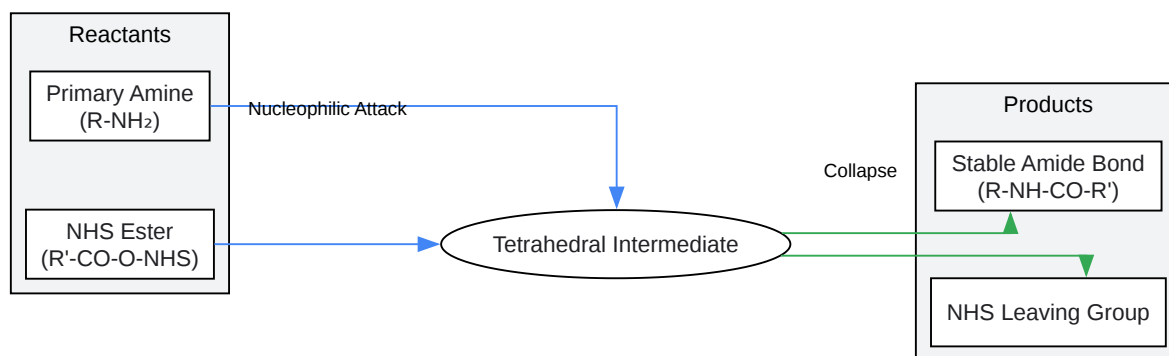 Reactants
Primary Amine
(R-NH₂)
Nucleophilic Attack
NHS Ester
(R'-CO-O-NHS)
Tetrahedral Intermediate
Collapse
Products
Stable Amide Bond
(R-NH-CO-R')
NHS Leaving Group